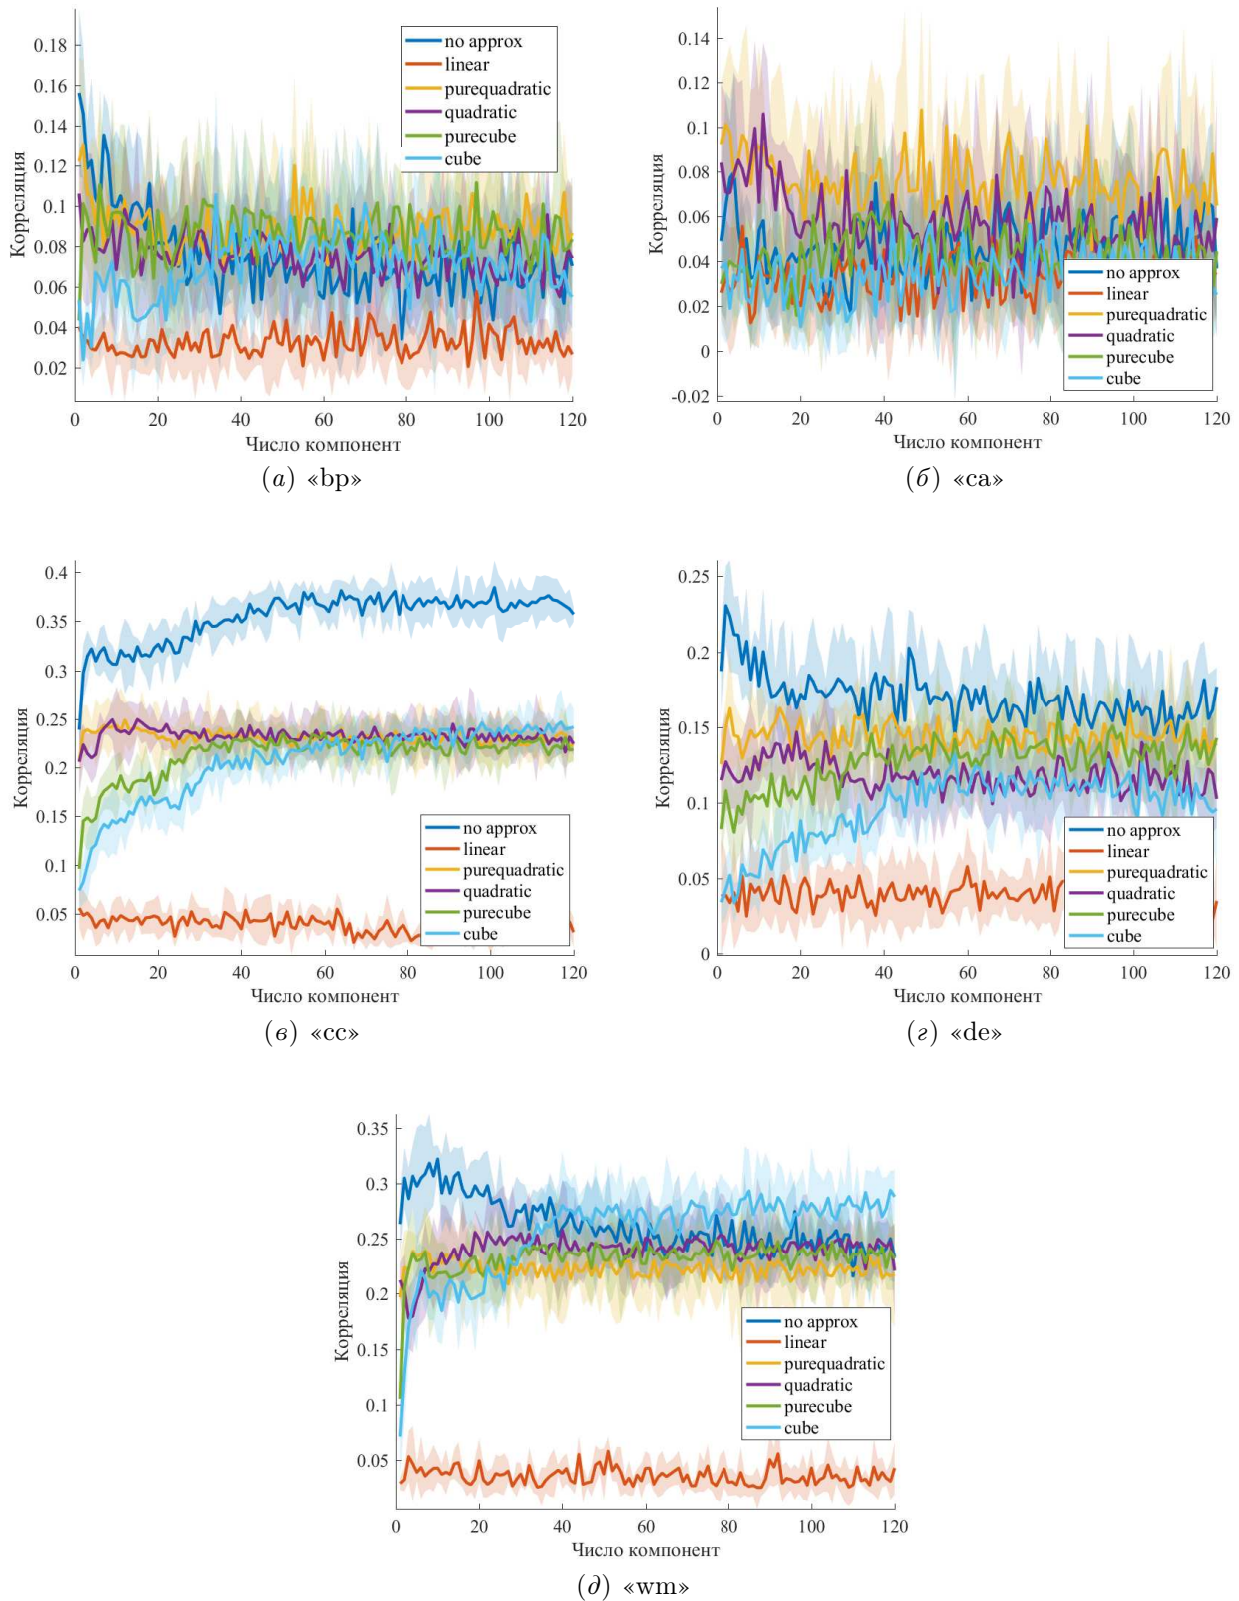 0.18
0.16
0.14
0.12
0.1
0.08
0.06
0.04
0.02
Корреляция
no approx
linear
purequadratic
quadratic
purecube
cube
0 20 40 60 80 100 120
Число компонент
(а) «bp»
0.14
0.12
0.1
0.08
0.06
0.04
0.02
0
-0.02
Корреляция
no approx
linear
purequadratic
quadratic
purecube
cube
0 20 40 60 80 100 120
Число компонент
(б) «ca»
0.4
0.35
0.3
0.25
0.2
0.15
0.1
0.05
Корреляция
no approx
linear
purequadratic
quadratic
purecube
cube
0 20 40 60 80 100 120
Число компонент
(в) «cc»
0.25
0.2
0.15
0.1
0.05
0
Корреляция
no approx
linear
purequadratic
quadratic
purecube
cube
0 20 40 60 80 100 120
Число компонент
(г) «de»
0.35
0.3
0.25
0.2
0.15
0.1
0.05
Корреляция
no approx
linear
purequadratic
quadratic
purecube
cube
0 20 40 60 80 100 120
Число компонент
(д) «wm»